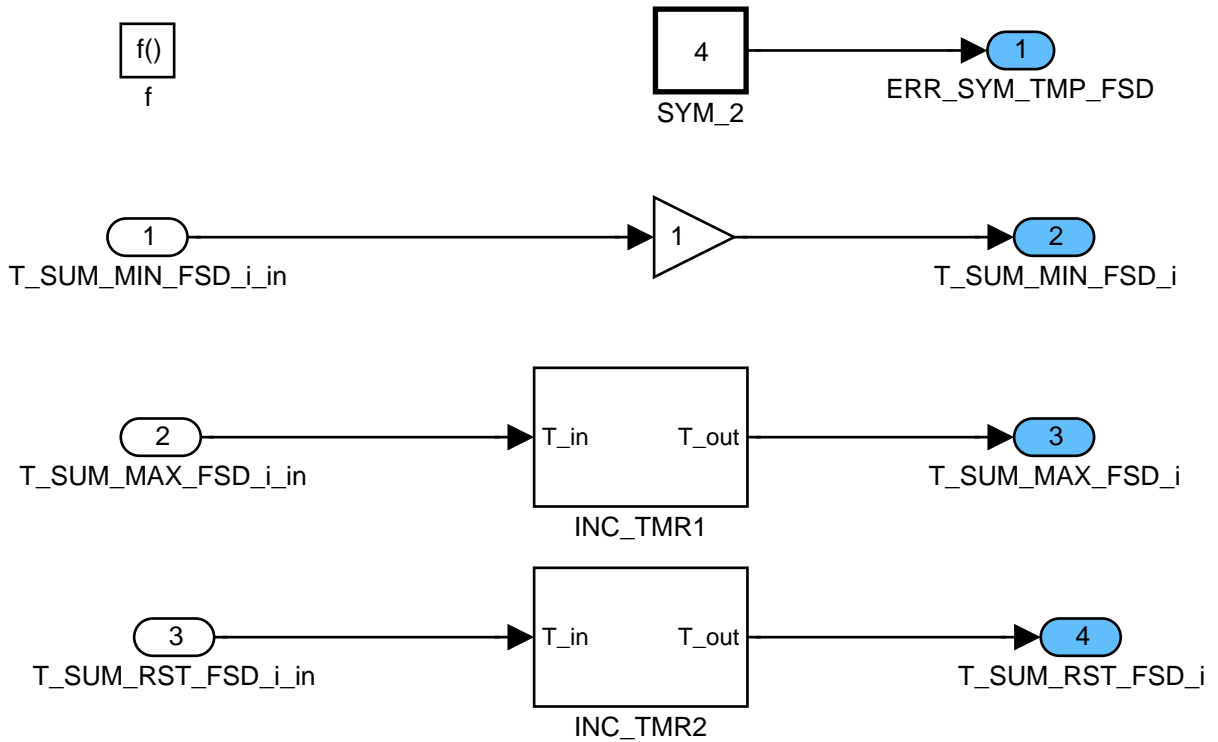 f()
f
4
SYM_2
1
ERR_SYM_TMP_FSD
1
T_SUM_MIN_FSD_i_in
1
2
T_SUM_MIN_FSD_i
2
T_SUM_MAX_FSD_i_in
T_in
T_out
INC_TMR1
3
T_SUM_MAX_FSD_i
3
T_SUM_RST_FSD_i_in
T_in
T_out
INC_TMR2
4
T_SUM_RST_FSD_i